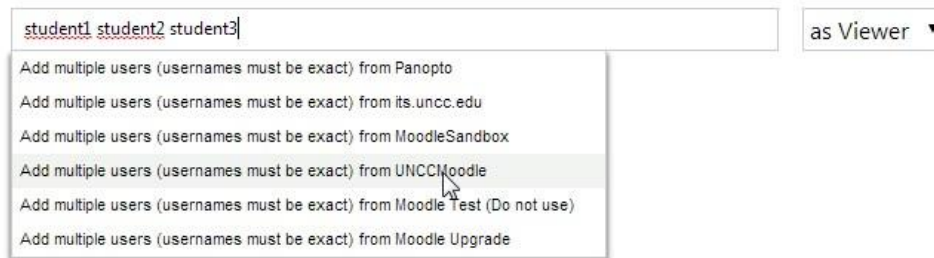 student1 student2 student3
as Viewer
Add multiple users (usernames must be exact) from Panopto
Add multiple users (usernames must be exact) from its.uncc.edu
Add multiple users (usernames must be exact) from MoodleSandbox
Add multiple users (usernames must be exact) from UNCCMoodle
Add multiple users (usernames must be exact) from Moodle Test (Do not use)
Add multiple users (usernames must be exact) from Moodle Upgrade